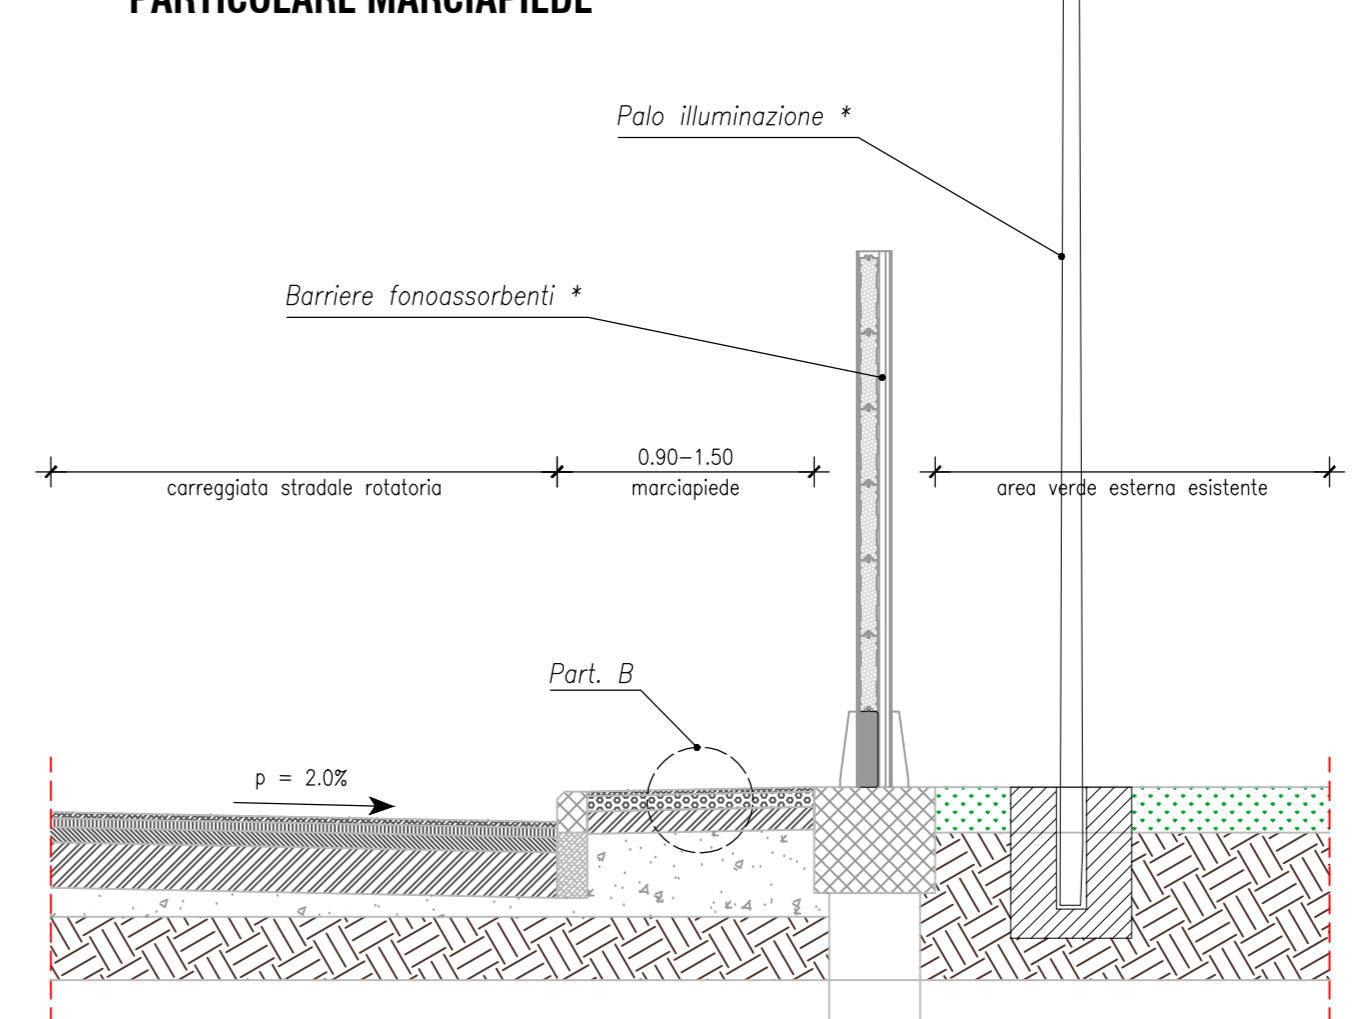 PARTICOLARE MARCIAPIEDE
Palo illuminazione *
Barriere fonoassorbenti *
0.90-1.50
carreggiata stradale rotatoria
marciapiede
area verde esterna esistente
Part. B
p = 2.0%